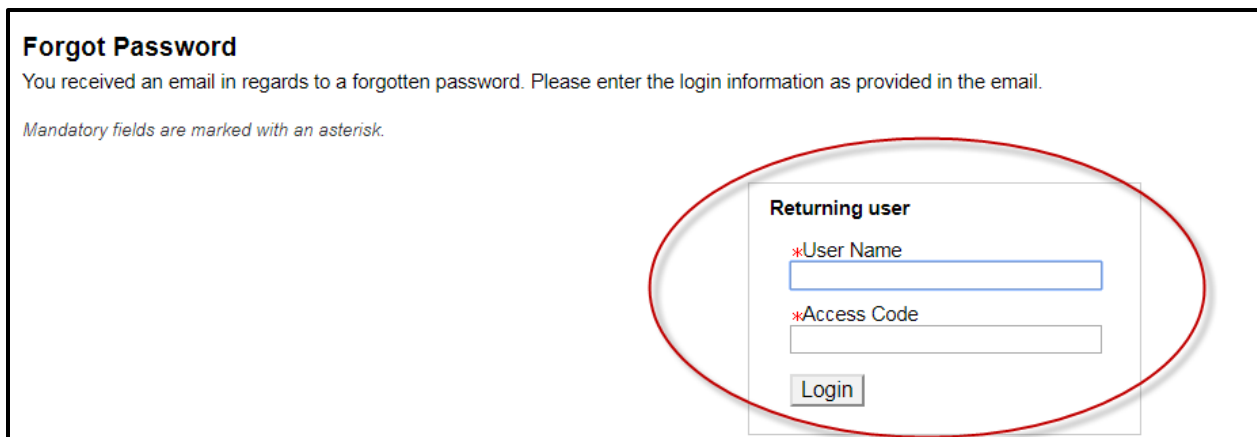 Forgot Password
You received an email in regards to a forgotten password. Please enter the login information as provided in the email.
Mandatory fields are marked with an asterisk.
Returning user
*User Name
*Access Code
Login